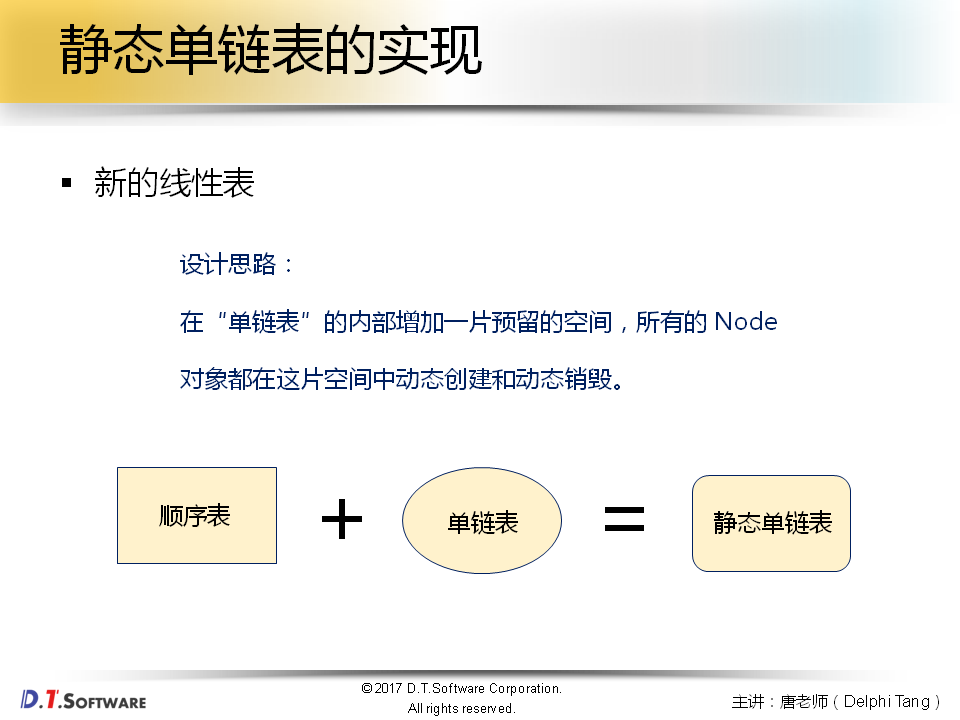 静态单链表的实现
▪ 新的线性表
设计思路：
在“单链表”的内部增加一片预留的空间，所有的 Node
对象都在这片空间中动态创建和动态销毁。
顺序表 + 单链表 = 静态单链表
D.T.SOFTWARE
©2017 D.T.Software Corporation.
All rights reserved.
主讲：唐老师（Delphi Tang）